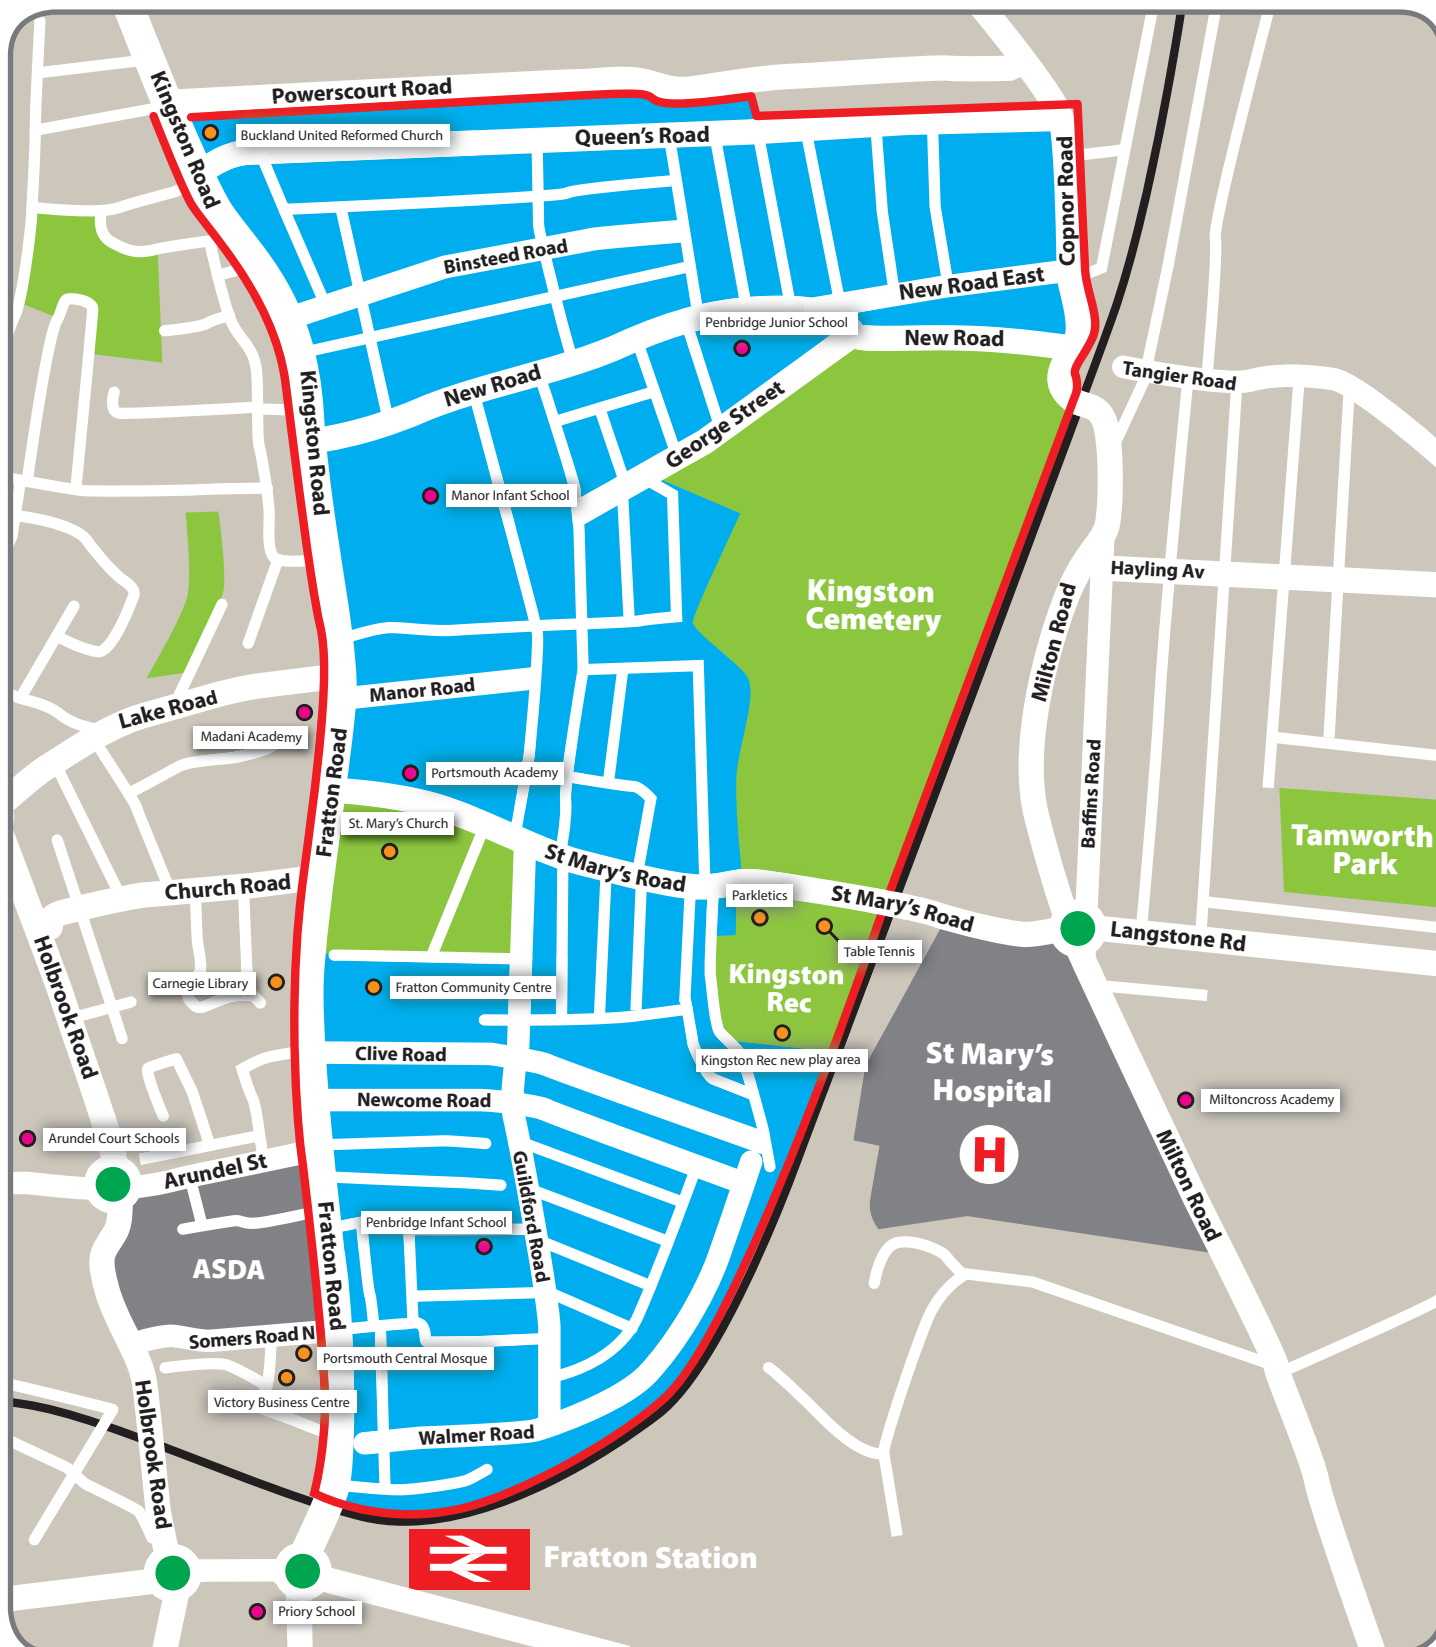 Kingston Road
Powerscourt Road
Buckland United Reformed Church
Queen's Road
Kingston Road
Copnor Road
Binsteed Road
New Road East
Penbridge Junior School
New Road
Tangier Road
New Road
Kingston Road
George Street
Manor Infant School
Hayling Av
Kingston
Cemetery
Milton Road
Manor Road
Lake Road
Madani Academy
Fratton Road
Portsmouth Academy
Baffins Road
St. Mary's Church
Tamworth
Park
St Mary's Road
Church Road
Parkletics
St Mary's Road
Langstone Rd
Table Tennis
Holbrook Road
Carnegie Library
Fratton Community Centre
Kingston
Rec
Clive Road
Kingston Rec new play area
St Mary's
Hospital
H
Newcome Road
Miltoncross Academy
Arundel Court Schools
Arundel St
Guildford Road
Milton Road
Penbridge Infant School
Fratton Road
ASDA
Somers Road N
Portsmouth Central Mosque
Victory Business Centre
Holbrook Road
Walmer Road
Fratton Station
Priory School